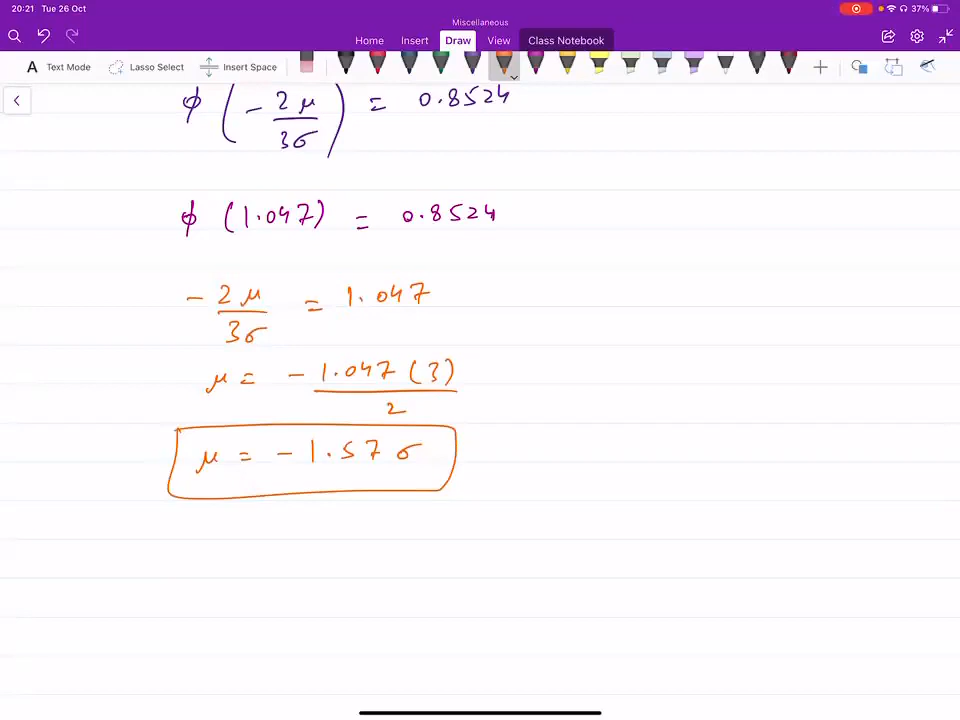 20:21 Tue 26 Oct
37%
Miscellaneous
Home Insert Draw View Class Notebook
A Text Mode Lasso Select Insert Space
ϕ (- 2μ/3σ) = 0.8524
ϕ (1.047) = 0.8524
- 2μ/3σ = 1.047
μ = - 1.047 (3)/2
μ = - 1.57 σ